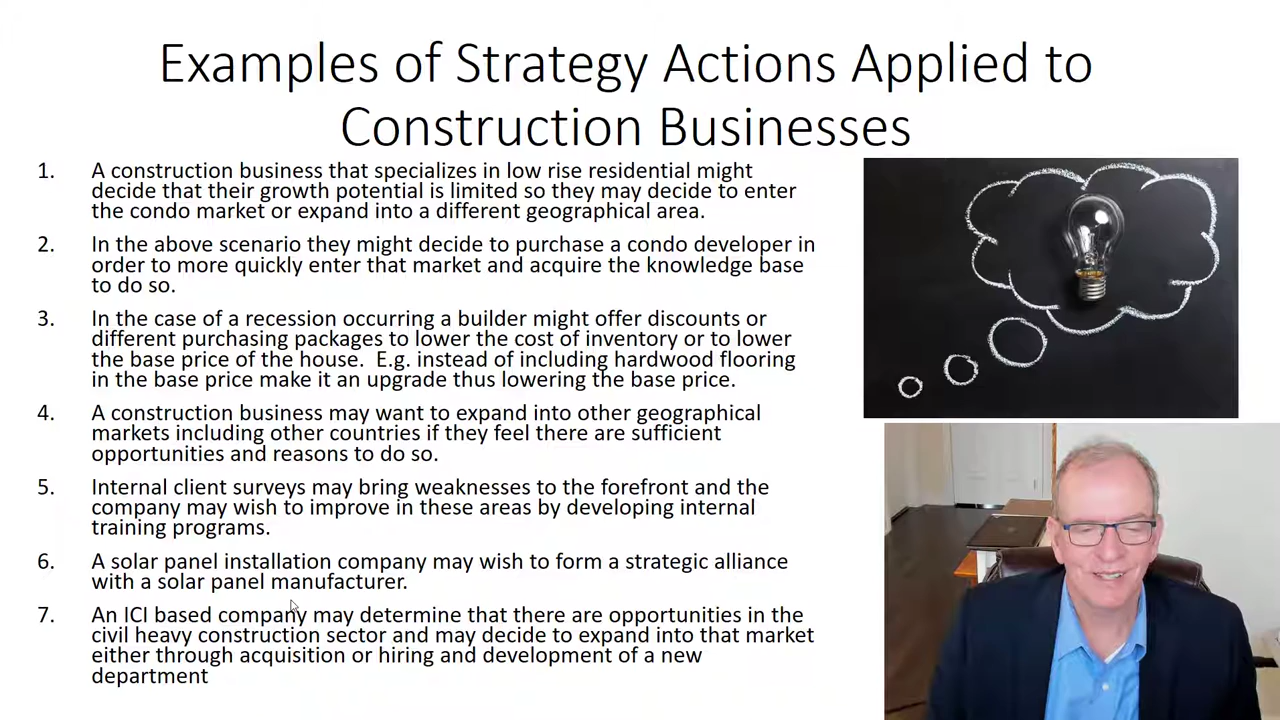 Examples of Strategy Actions Applied to
Construction Businesses
1. A construction business that specializes in low rise residential might
decide that their growth potential is limited so they may decide to enter
the condo market or expand into a different geographical area.
2. In the above scenario they might decide to purchase a condo developer in
order to more quickly enter that market and acquire the knowledge base
to do so.
3. In the case of a recession occurring a builder might offer discounts or
different purchasing packages to lower the cost of inventory or to lower
the base price of the house.  E.g. instead of including hardwood flooring
in the base price make it an upgrade thus lowering the base price.
4. A construction business may want to expand into other geographical
markets including other countries if they feel there are sufficient
opportunities and reasons to do so.
5. Internal client surveys may bring weaknesses to the forefront and the
company may wish to improve in these areas by developing internal
training programs.
6. A solar panel installation company may wish to form a strategic alliance
with a solar panel manufacturer.
7. An ICI based company may determine that there are opportunities in the
civil heavy construction sector and may decide to expand into that market
either through acquisition or hiring and development of a new
department